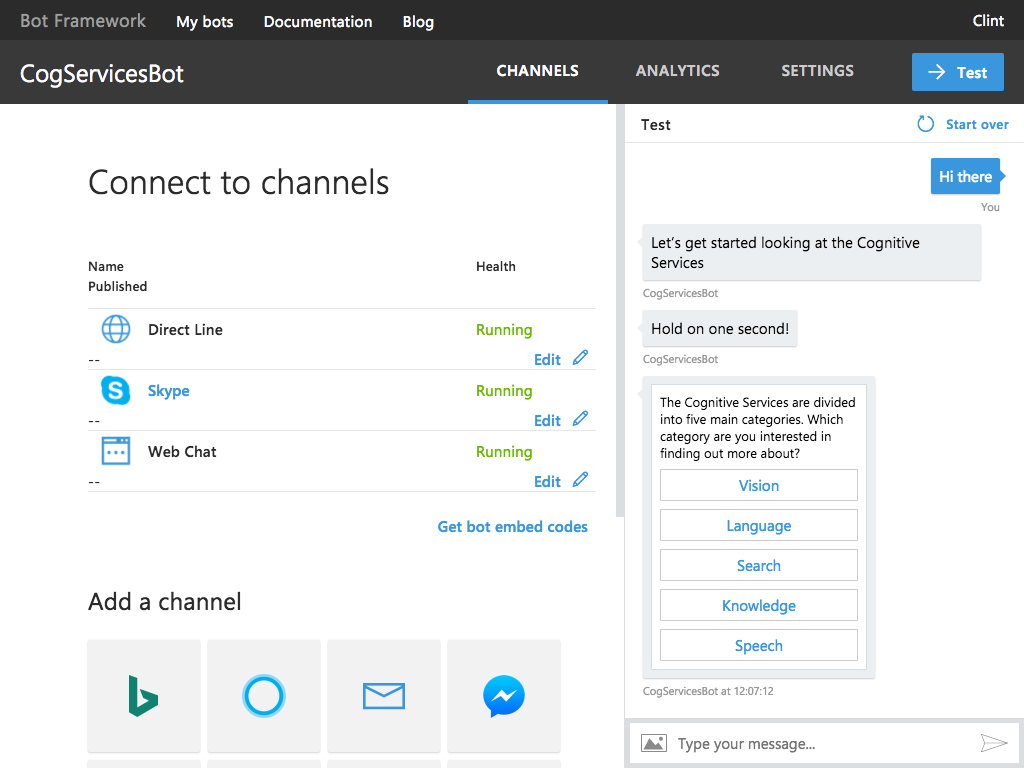 Bot Framework My bots Documentation Blog Clint
CogServicesBot CHANNELS ANALYTICS SETTINGS Test
Connect to channels
Name Health
Published
Direct Line Running
-- Edit
Skype Running
-- Edit
Web Chat Running
-- Edit
Get bot embed codes
Add a channel
Test Start over
Hi there
You
Let’s get started looking at the Cognitive
Services
CogServicesBot
Hold on one second!
CogServicesBot
The Cognitive Services are divided
into five main categories. Which
category are you interested in
finding out more about?
Vision
Language
Search
Knowledge
Speech
CogServicesBot at 12:07:12
Type your message...